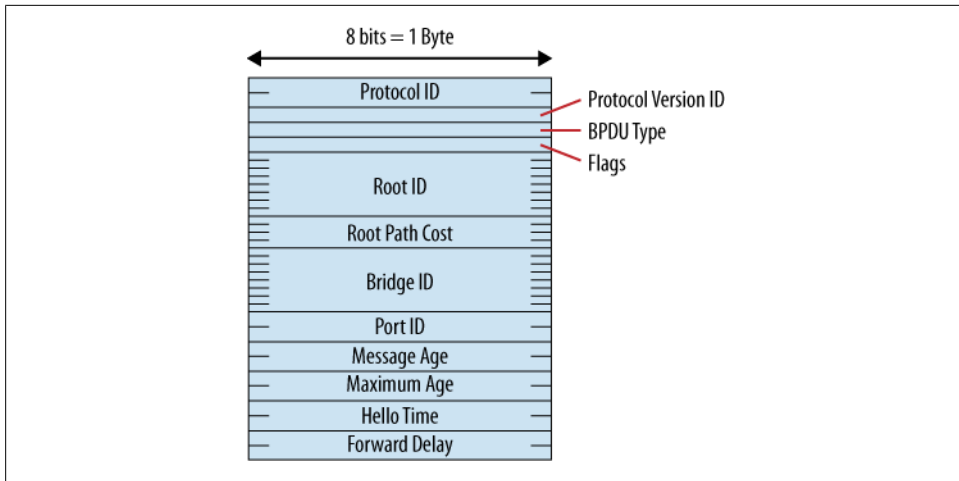 8 bits = 1 Byte
Protocol ID
Protocol Version ID
BPDU Type
Flags
Root ID
Root Path Cost
Bridge ID
Port ID
Message Age
Maximum Age
Hello Time
Forward Delay